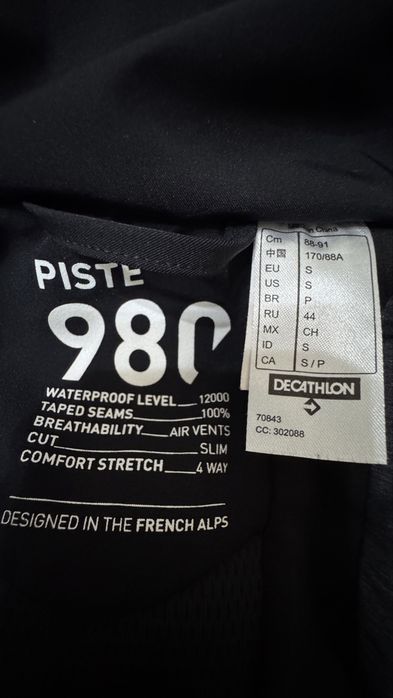 PISTE
980
WATERPROOF LEVEL 12000
TAPED SEAMS 100%
BREATHABILITY AIR VENTS
CUT SLIM
COMFORT STRETCH 4 WAY
DESIGNED IN THE FRENCH ALPS
in China
Cm 88-91
中国 170/88A
EU S
US S
BR P
RU 44
MX CH
ID S
CA S / P
DECATHLON
70843
CC: 302088